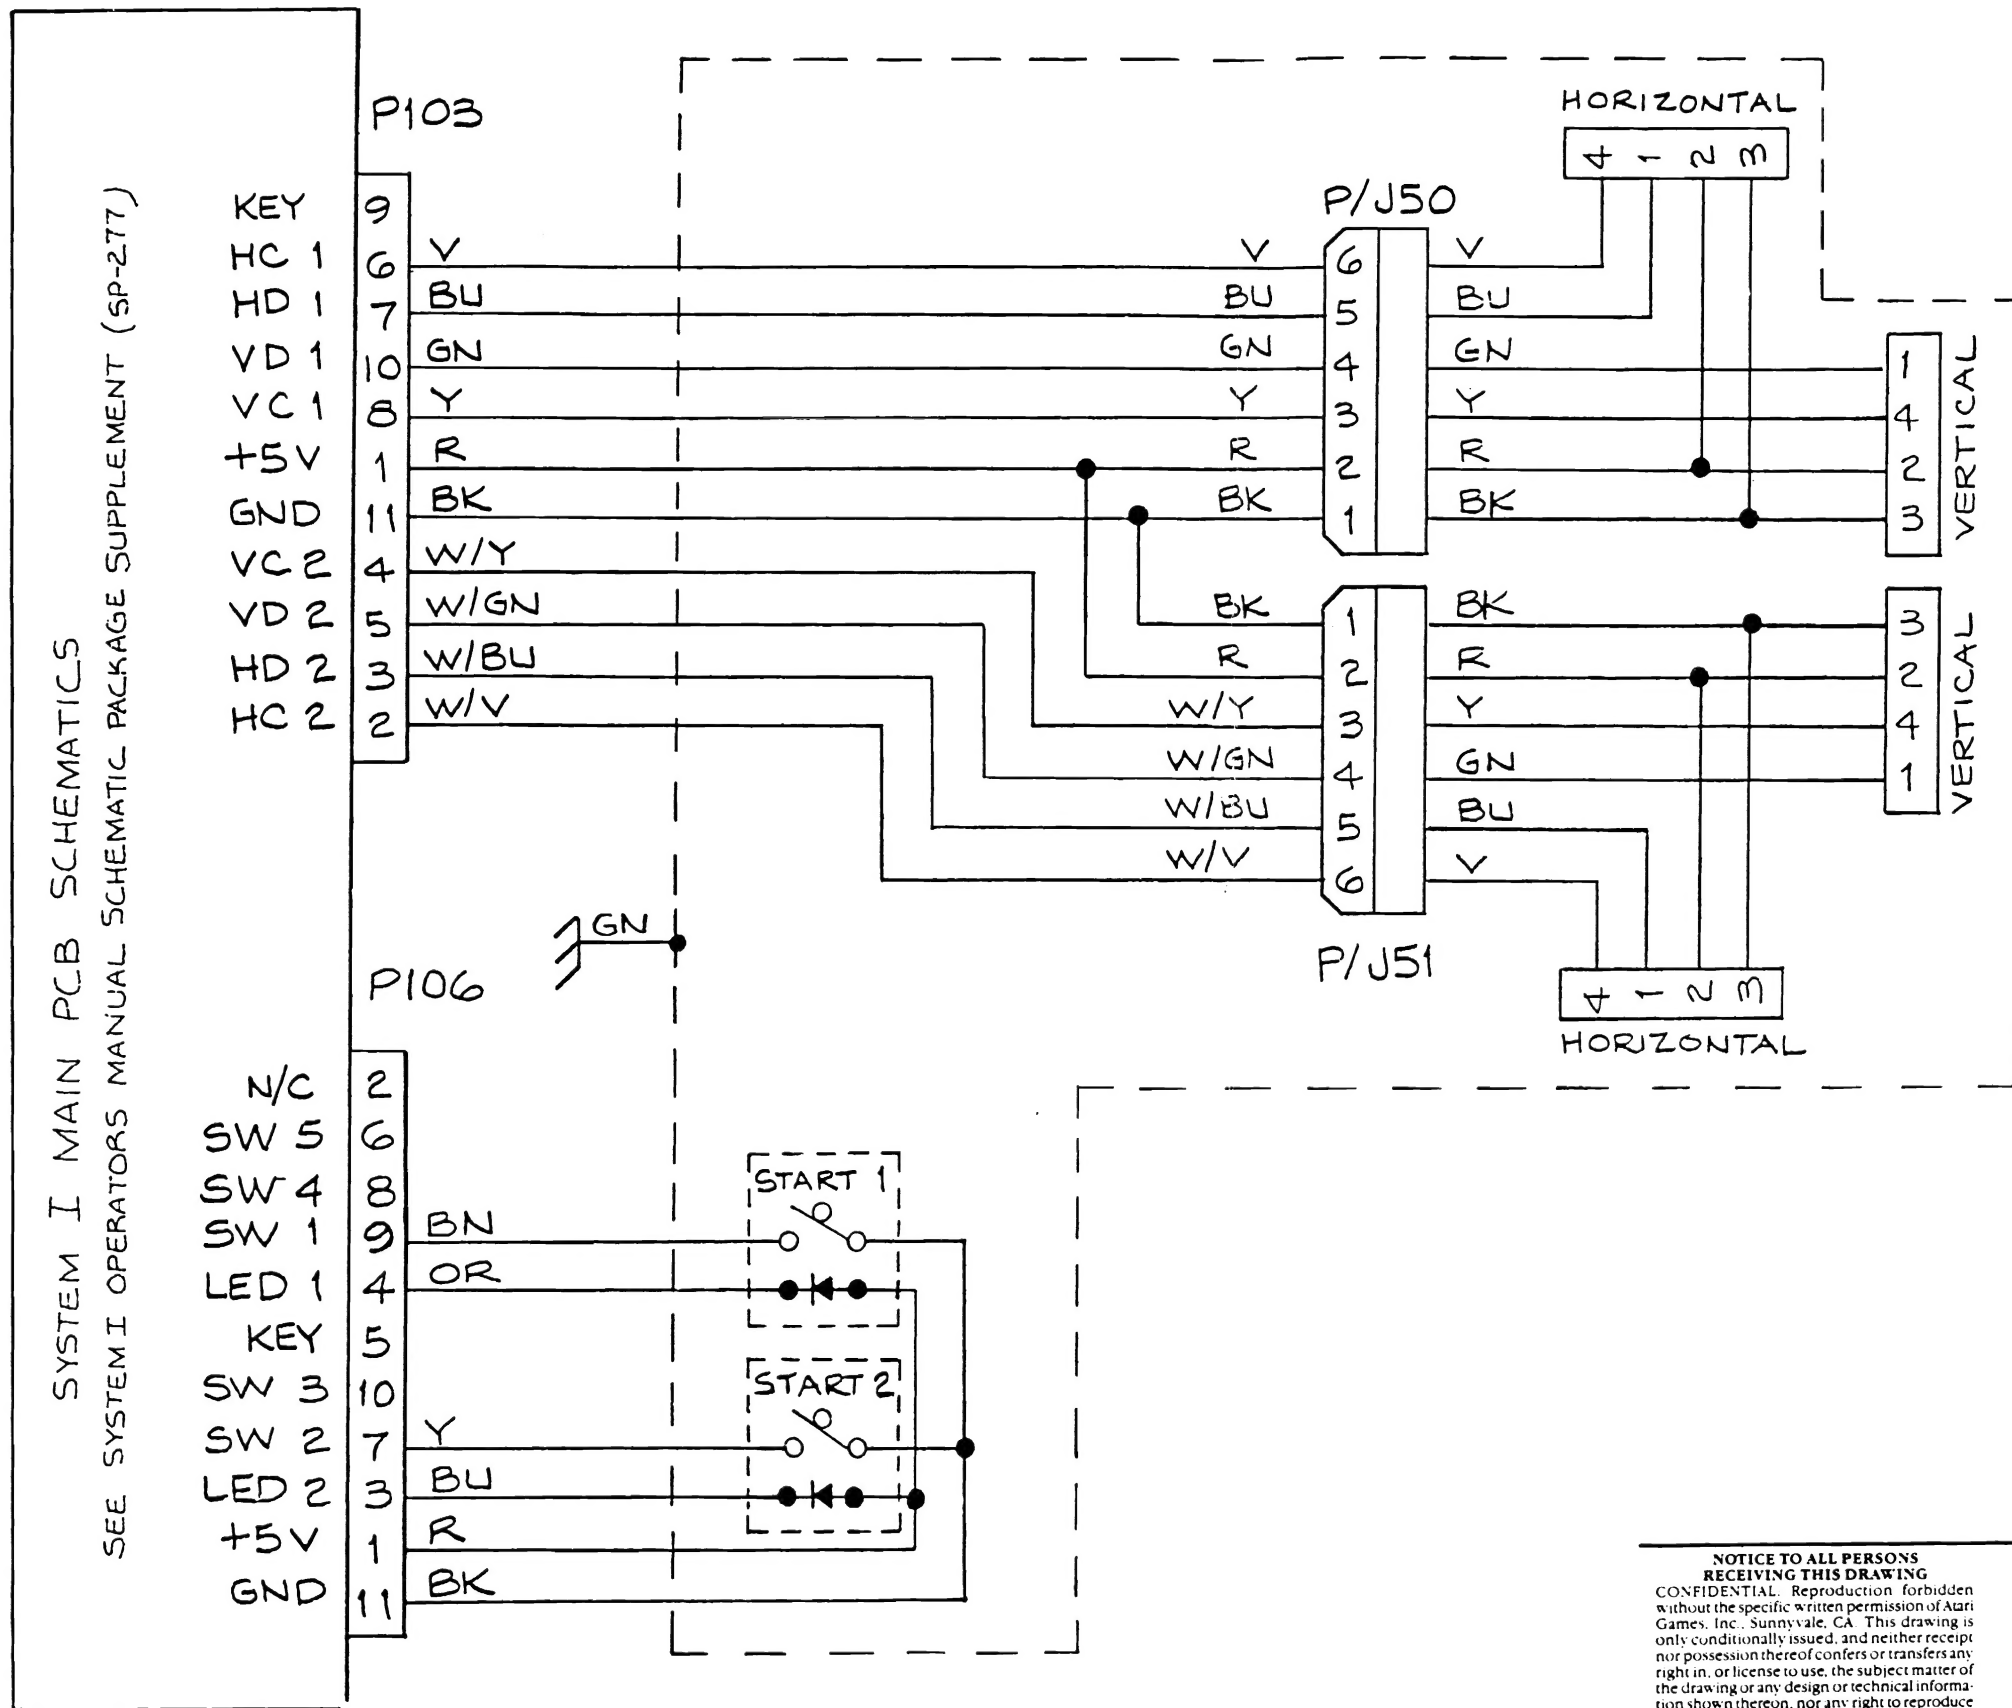 SYSTEM I MAIN PCB SCHEMATICS
SEE SYSTEM I OPERATORS MANUAL SCHEMATIC PACKAGE SUPPLEMENT (SP-277)
P103
KEY 9
HC 1 6 V V
HD 1 7 BU BU
VD 1 10 GN GN
VC 1 8 Y Y
+5V 1 R R
GND 11 BK BK
VC 2 4 W/Y
VD 2 5 W/GN
HD 2 3 W/BU
HC 2 2 W/V
P/J50
6 V
5 BU
4 GN
3 Y
2 R
1 BK
HORIZONTAL
4 1 2 3
VERTICAL
1
4
2
3
BK 1 BK
R 2 R
W/Y 3 Y
W/GN 4 GN
W/BU 5 BU
W/V 6 V
P/J51
VERTICAL
3
2
4
1
4 1 2 3
HORIZONTAL
GN
P106
N/C 2
SW 5 6
SW 4 8
SW 1 9 BN
LED 1 4 OR
KEY 5
SW 3 10
SW 2 7 Y
LED 2 3 BU
+5V 1 R
GND 11 BK
START 1
START 2
NOTICE TO ALL PERSONS
RECEIVING THIS DRAWING
CONFIDENTIAL. Reproduction forbidden
without the specific written permission of Atari
Games, Inc., Sunnyvale, CA. This drawing is
only conditionally issued, and neither receipt
nor possession thereof confers or transfers any
right in, or license to use, the subject matter of
the drawing or any design or technical informa-
tion shown thereon, nor any right to reproduce